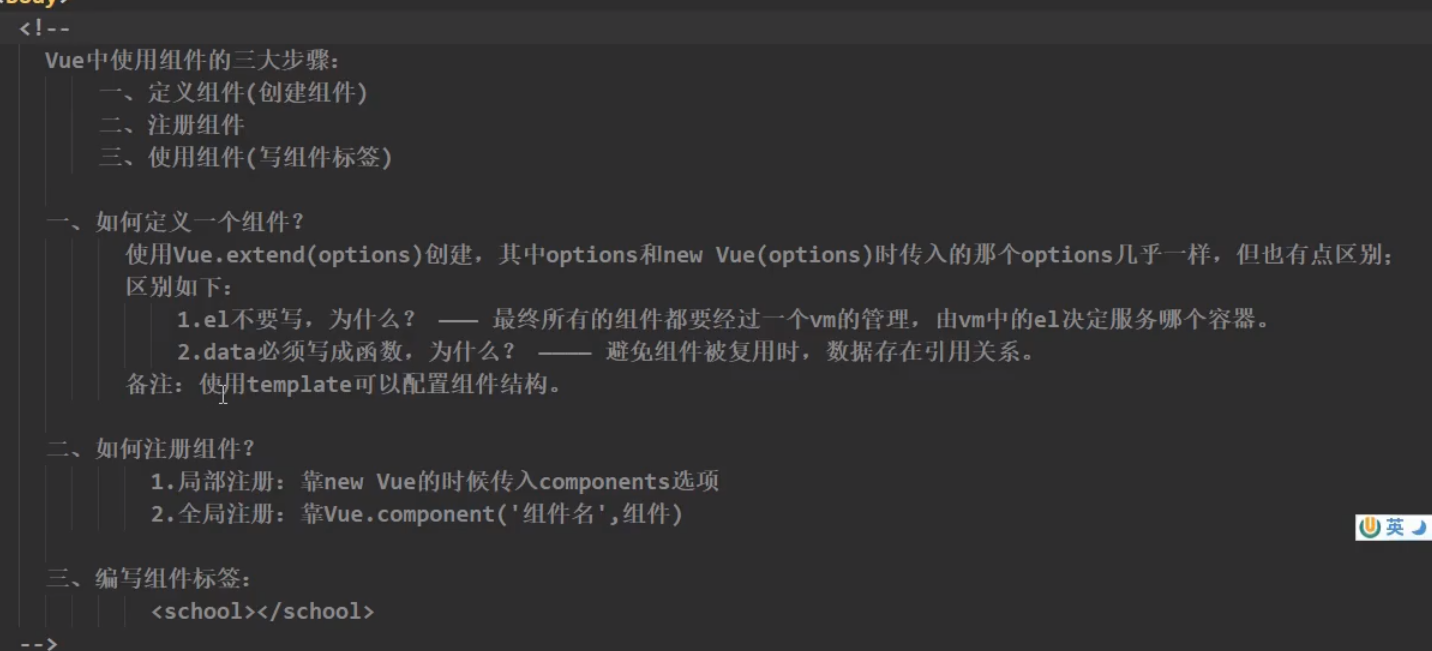 <body>
<!--
Vue中使用组件的三大步骤：
一、定义组件(创建组件)
二、注册组件
三、使用组件(写组件标签)
一、如何定义一个组件？
使用Vue.extend(options)创建，其中options和new Vue(options)时传入的那个options几乎一样，但也有点区别；
区别如下：
1.el不要写，为什么？ ——— 最终所有的组件都要经过一个vm的管理，由vm中的el决定服务哪个容器。
2.data必须写成函数，为什么？ ———— 避免组件被复用时，数据存在引用关系。
备注：使用template可以配置组件结构。
二、如何注册组件？
1.局部注册：靠new Vue的时候传入components选项
2.全局注册：靠Vue.component('组件名',组件)
英
三、编写组件标签：
<school></school>
-->